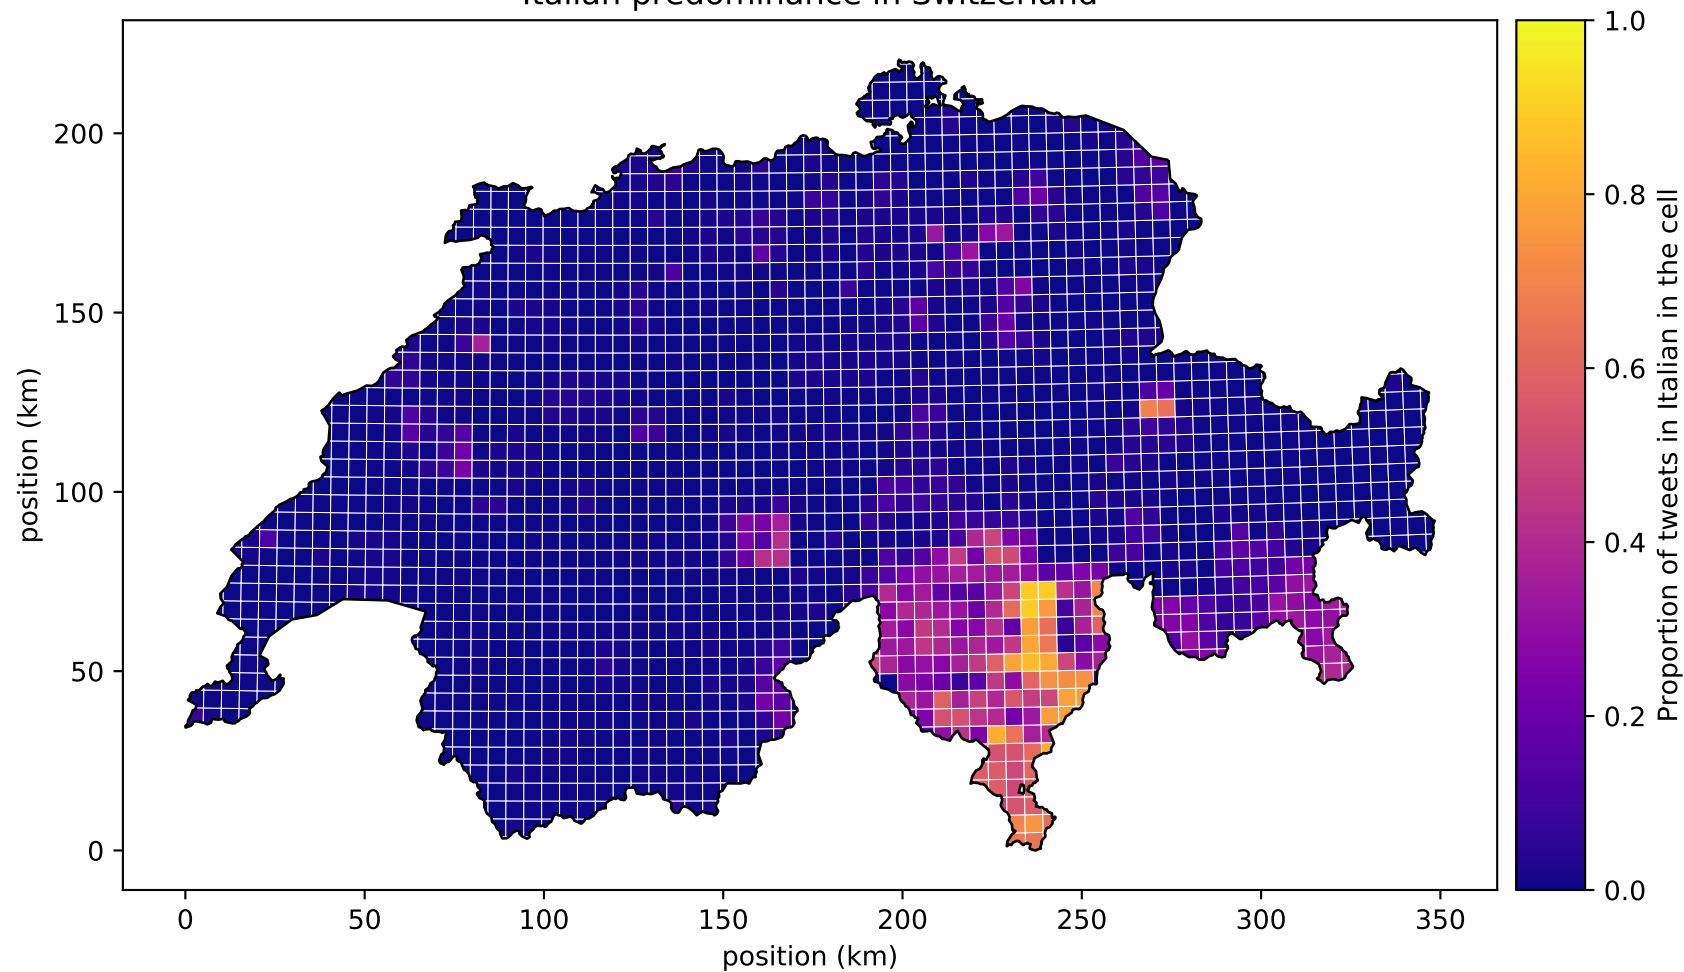 Italian predominance in Switzerland
1.0
0.8
0.6
0.4
0.2
0.0
Proportion of tweets in Italian in the cell
200
150
100
50
0
position (km)
0 50 100 150 200 250 300 350
position (km)